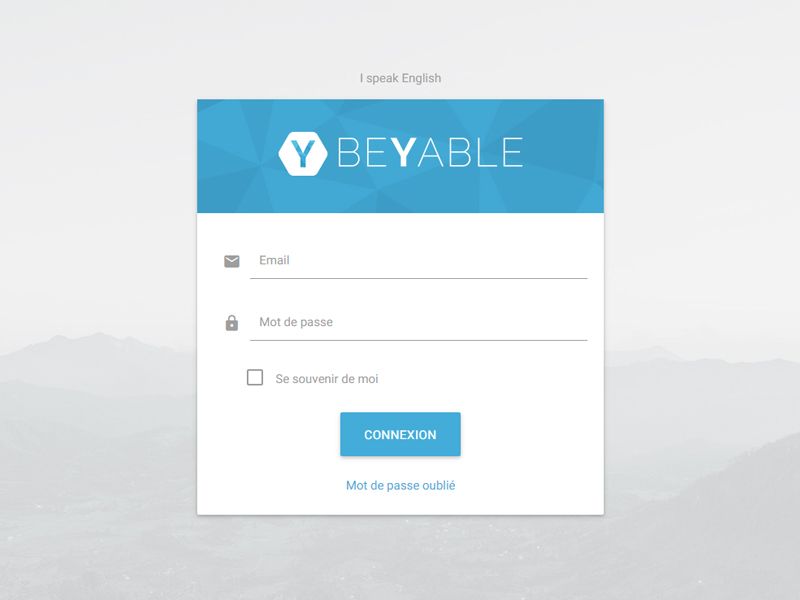 I speak English
Y BEYABLE
Email
Mot de passe
Se souvenir de moi
CONNEXION
Mot de passe oublié